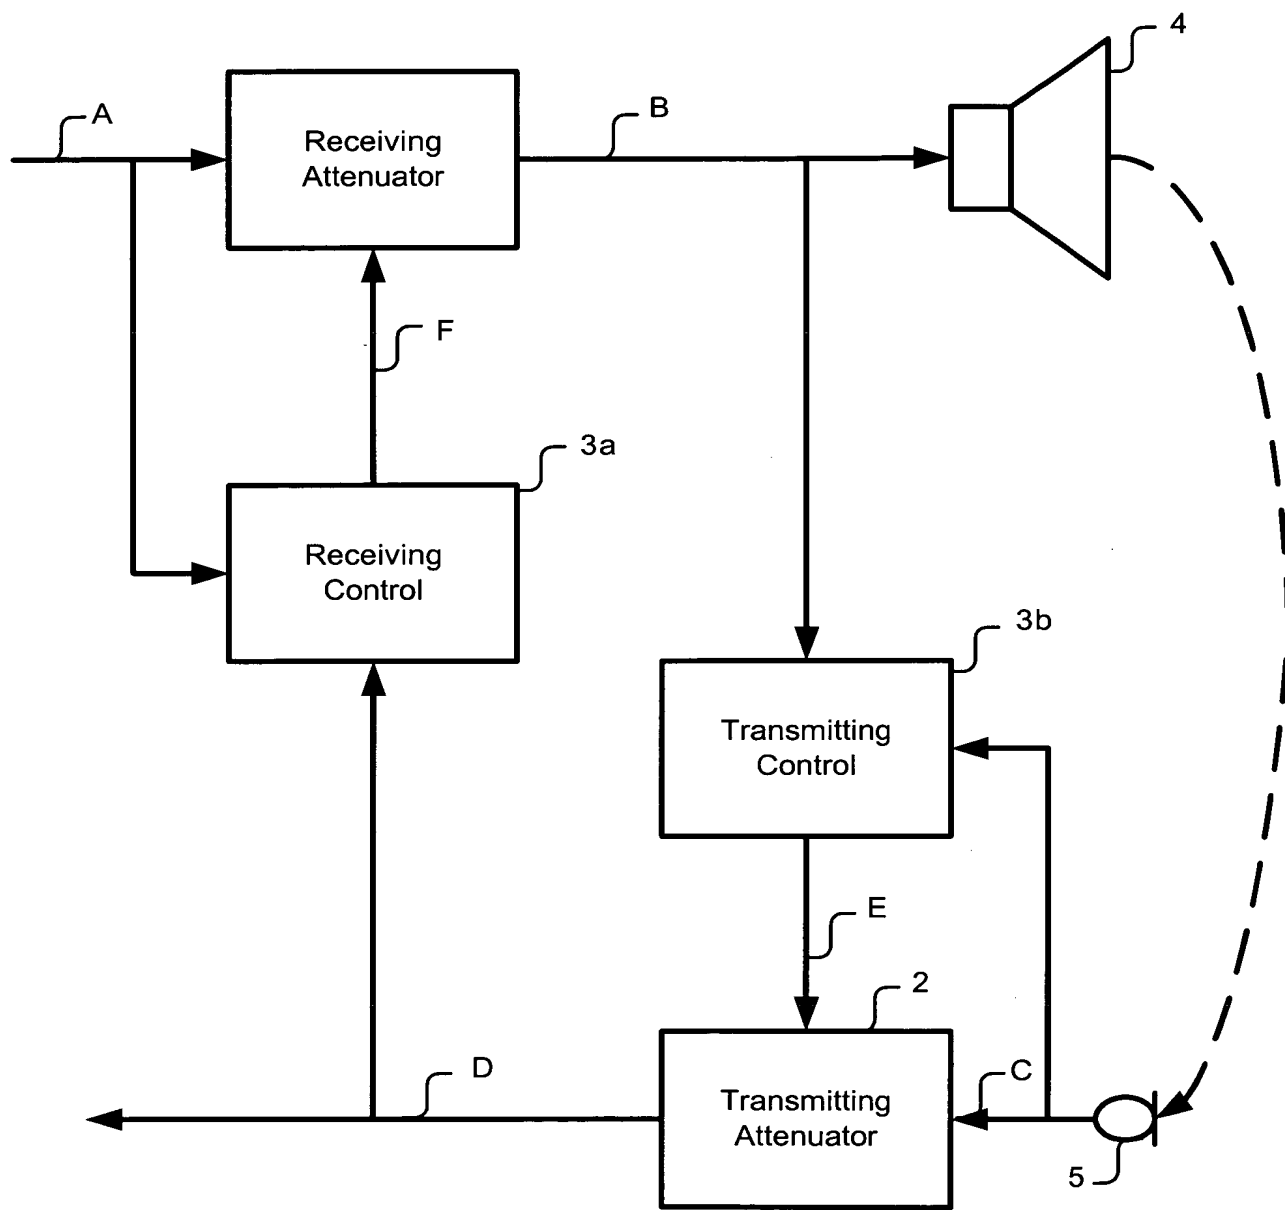 4
A
B
Receiving
Attenuator
F
3a
Receiving
Control
3b
Transmitting
Control
E
2
D
C
Transmitting
Attenuator
5